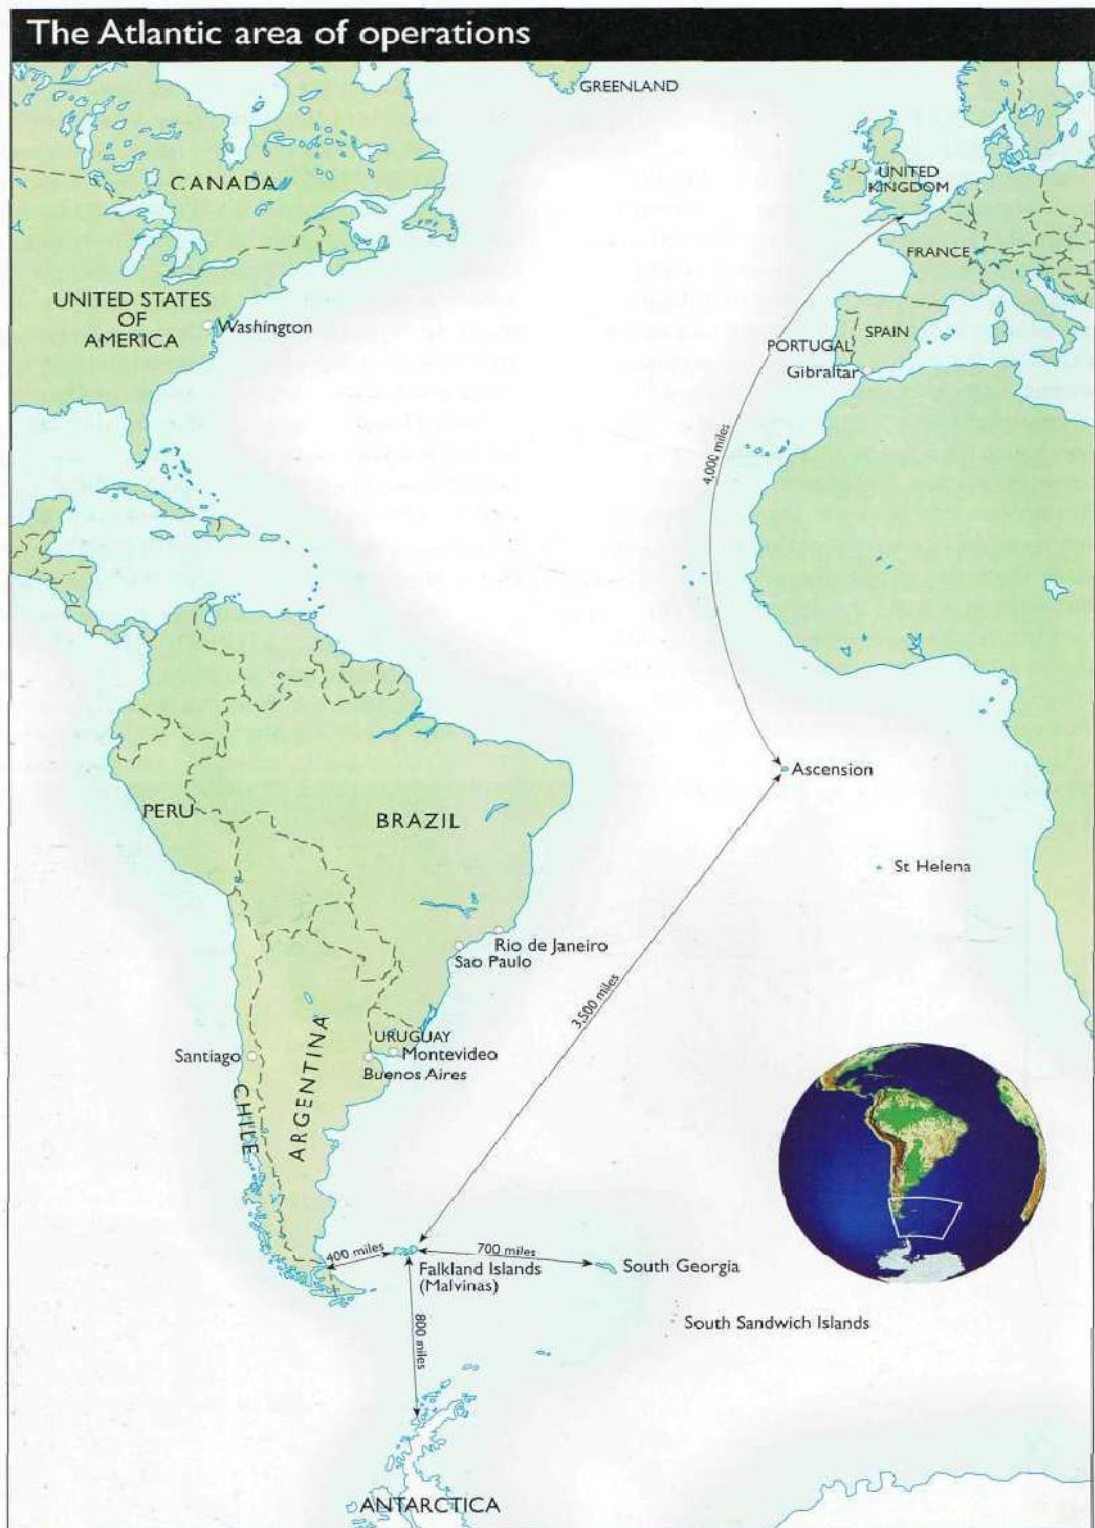 The Atlantic area of operations
GREENLAND
CANADA
UNITED
KINGDOM
FRANCE
UNITED STATES
OF
AMERICA
Washington
SPAIN
PORTUGAL
Gibraltar
4,000 miles
Ascension
PERU
BRAZIL
St Helena
Rio de Janeiro
Sao Paulo
3,500 miles
URUGUAY
Santiago
Montevideo
Buenos Aires
CHILE
ARGENTINA
400 miles
700 miles
Falkland Islands
(Malvinas)
South Georgia
800 miles
South Sandwich Islands
ANTARCTICA